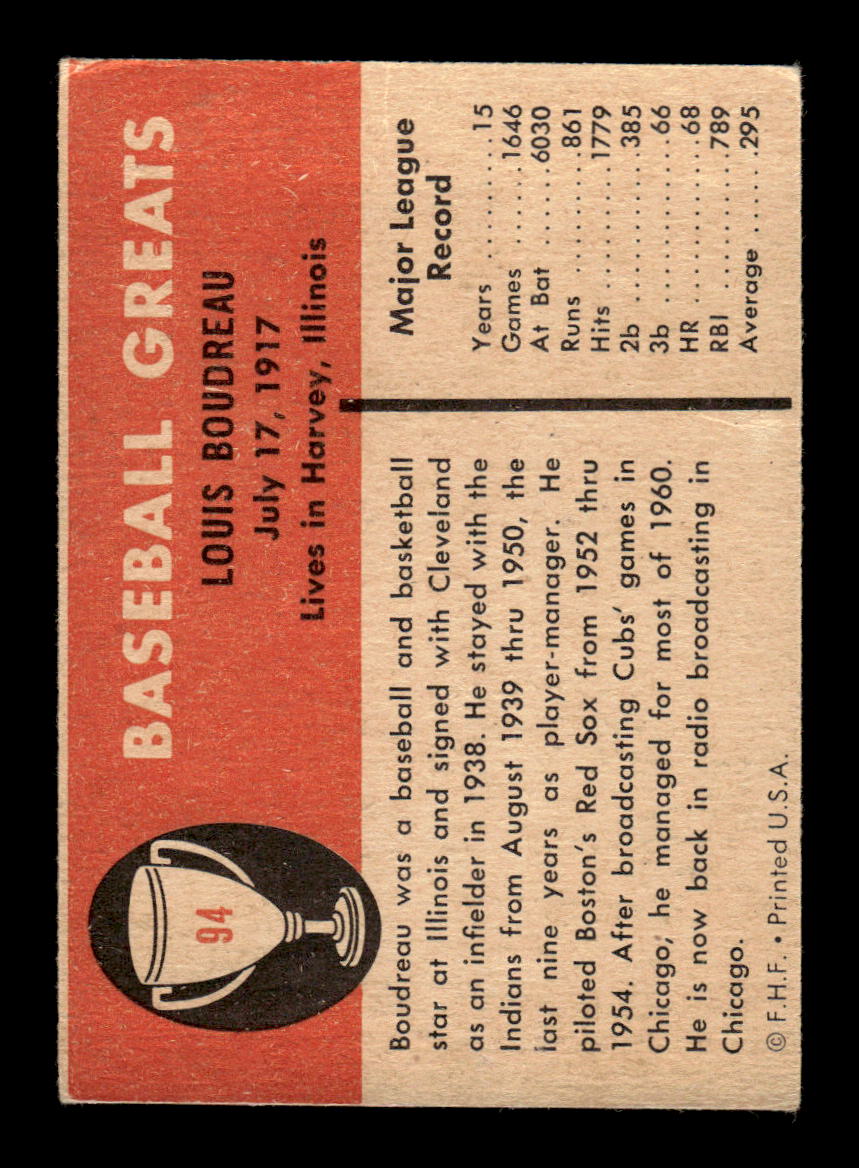 BASEBALL GREATS
LOUIS BOUDREAU
July 17, 1917
Lives in Harvey, Illinois
94
Boudreau was a baseball and basketball
star at Illinois and signed with Cleveland
as an infielder in 1938. He stayed with the
Indians from August 1939 thru 1950, the
last nine years as player-manager. He
piloted Boston's Red Sox from 1952 thru
1954. After broadcasting Cubs' games in
Chicago, he managed for most of 1960.
He is now back in radio broadcasting in
Chicago.
© F.H.F. • Printed U.S.A.
Major League
Record
Years ........15
Games ......1646
At Bat ......6030
Runs ........861
Hits ........1779
2b ..........385
3b ..........66
HR ..........68
RBI ........789
Average ......295